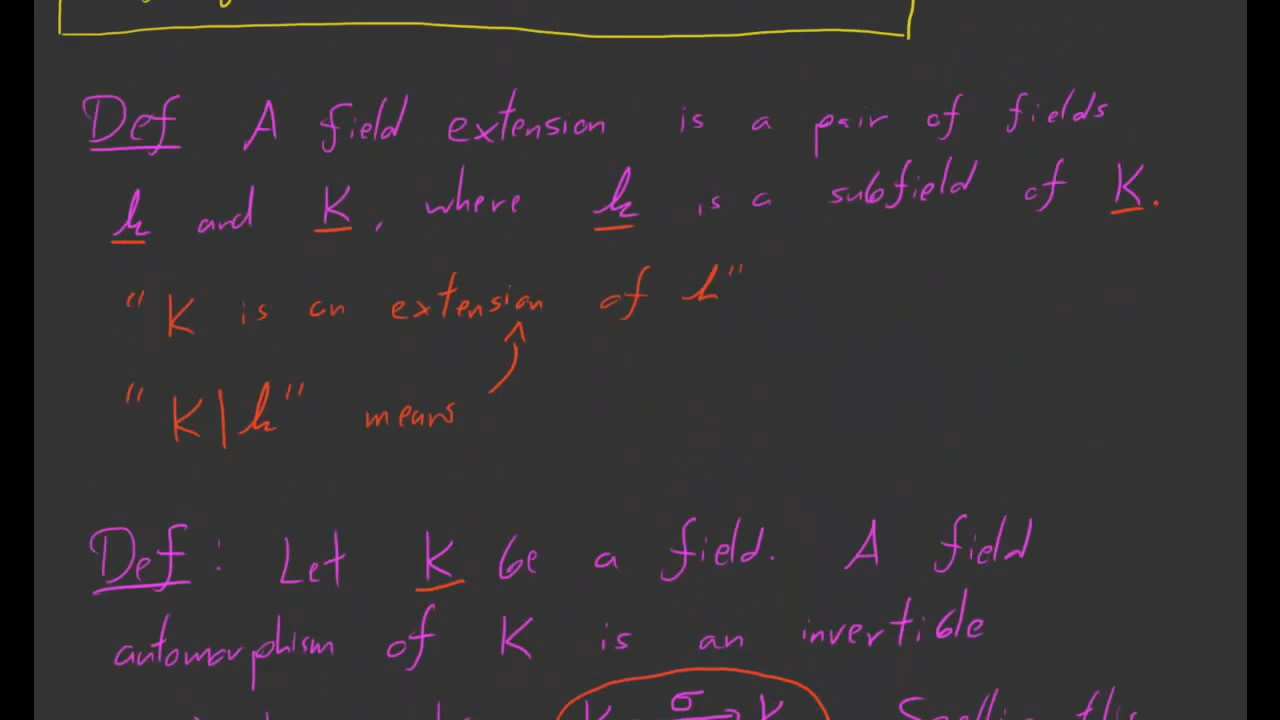 Def A field extension is a pair of fields
k and K, where k is a subfield of K.
"K is an extension of k"
"K|k" means
Def: Let K be a field. A field
automorphism of K is an invertible
K σ K